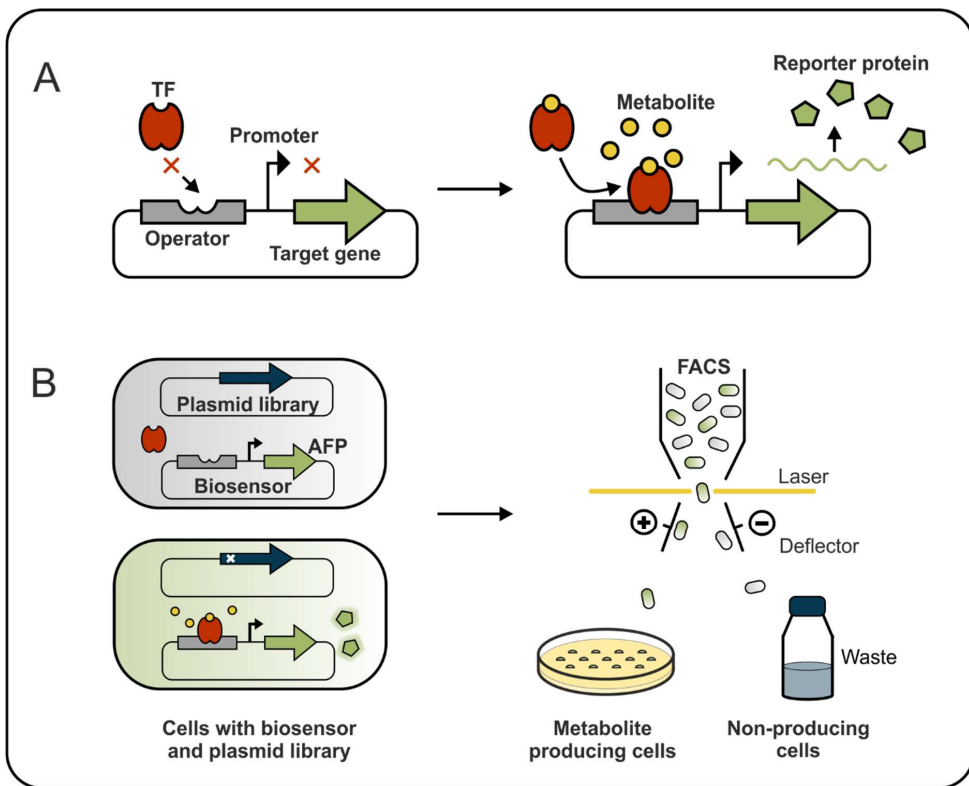 A
TF
Promoter
Operator
Target gene
Metabolite
Reporter protein
B
Plasmid library
AFP
Biosensor
Cells with biosensor
and plasmid library
FACS
Laser
+
−
Deflector
Waste
Metabolite
producing cells
Non-producing
cells